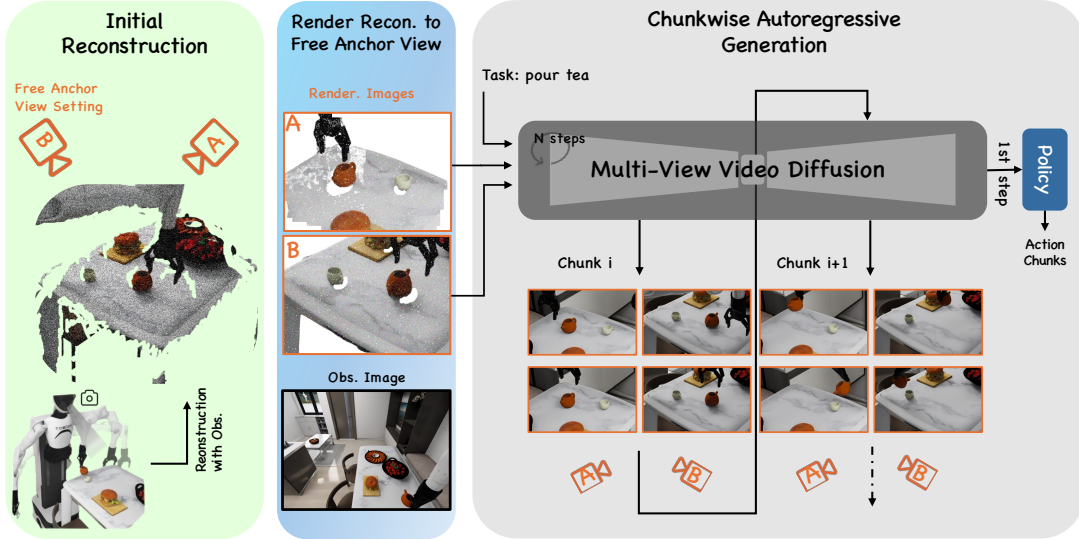 Initial
Reconstruction
Free Anchor
View Setting
B
A
Reconstruction
with Obs.
Render Recon. to
Free Anchor View
Render. Images
A
B
Obs. Image
Chunkwise Autoregressive
Generation
Task: pour tea
N steps
Multi-View Video Diffusion
1st step
Policy
Action
Chunks
Chunk i
Chunk i+1
A
B
A
B